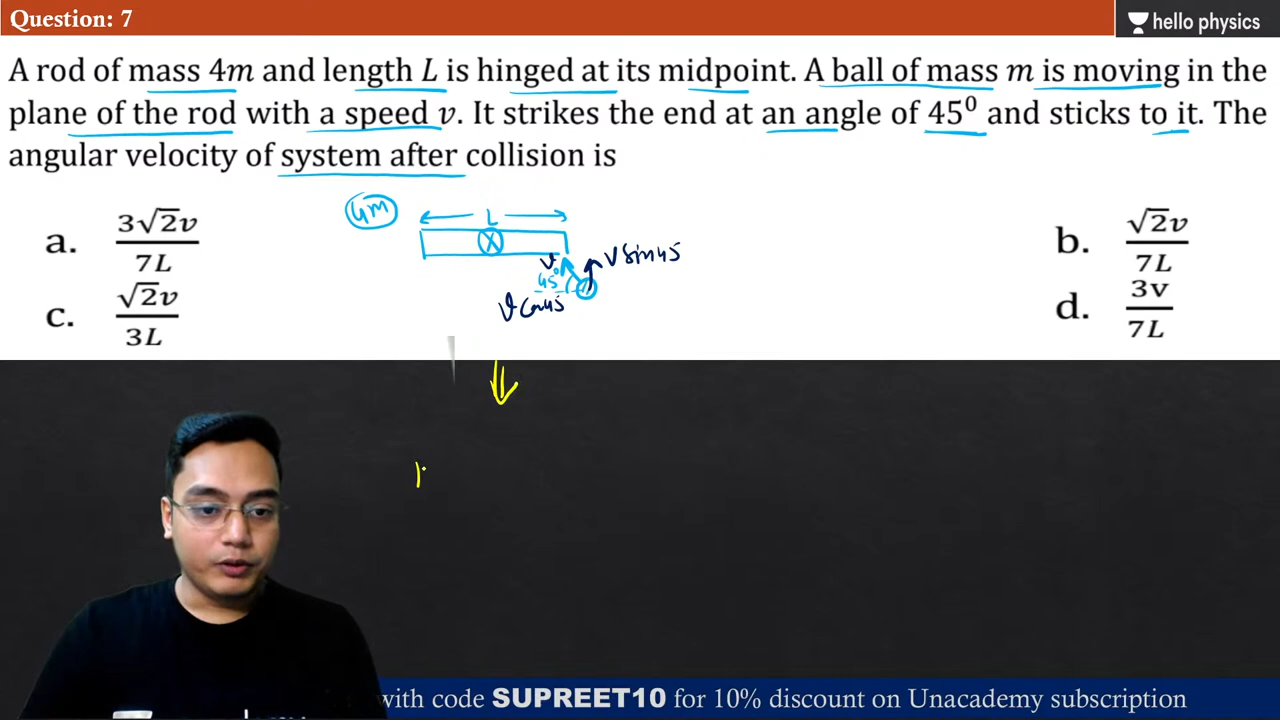 Question: 7
hello physics
A rod of mass 4m and length L is hinged at its midpoint. A ball of mass m is moving in the
plane of the rod with a speed v. It strikes the end at an angle of 45⁰ and sticks to it. The
angular velocity of system after collision is
a. 3√2v / 7L
b. √2v / 7L
c. √2v / 3L
d. 3v / 7L
4m
L
v
45°
v sin45
v cos45
with code SUPREET10 for 10% discount on Unacademy subscription